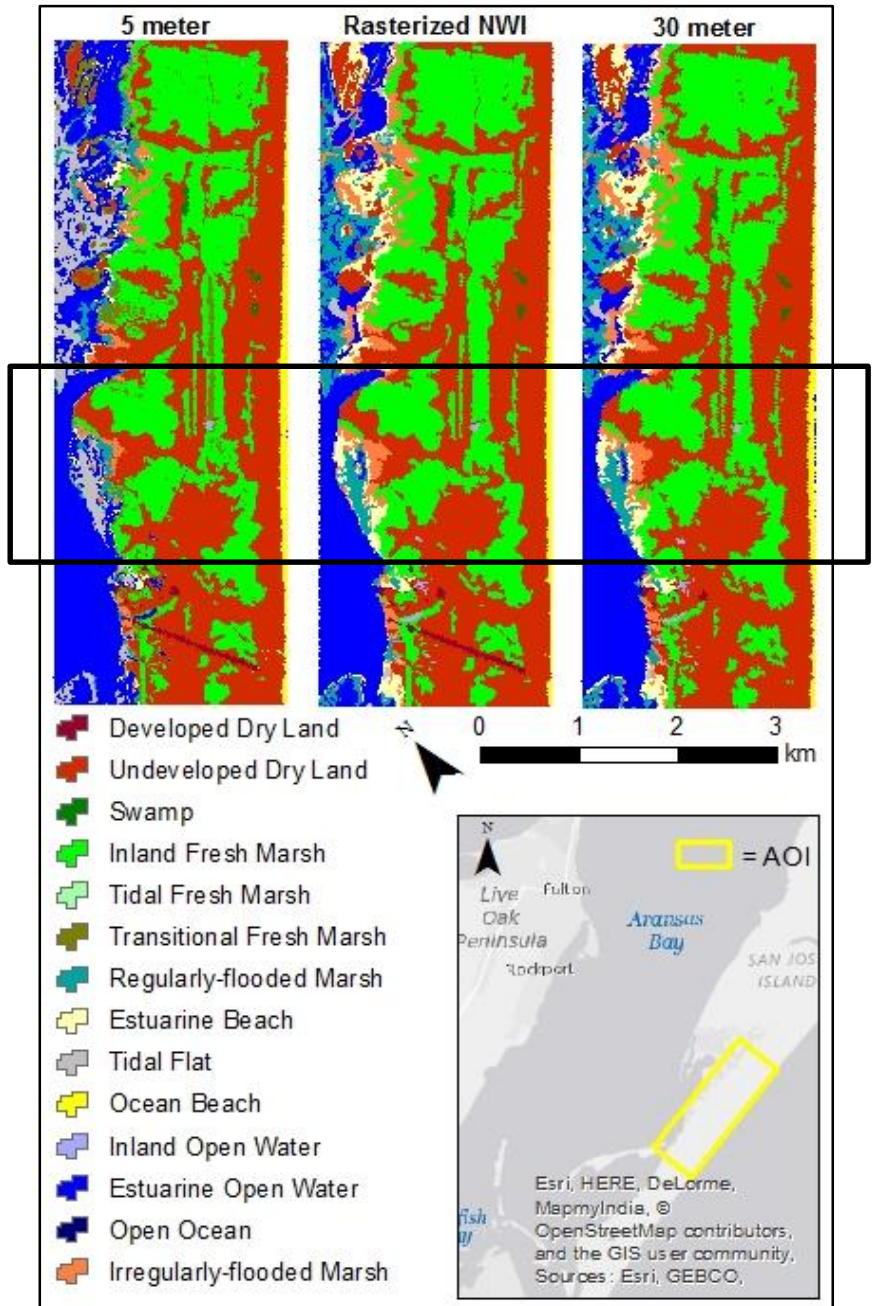 5 meter
Rasterized NWI
30 meter
Developed Dry Land
Undeveloped Dry Land
Swamp
Inland Fresh Marsh
Tidal Fresh Marsh
Transitional Fresh Marsh
Regularly-flooded Marsh
Estuarine Beach
Tidal Flat
Ocean Beach
Inland Open Water
Estuarine Open Water
Open Ocean
Irregularly-flooded Marsh
N
0 1 2 3
km
N
= AOI
Live
Oak
Peninsula
Fulton
Rockport
Aransas
Bay
SAN JOS
ISLAND
fish
ay
Esri, HERE, DeLorme,
MapmyIndia, ©
OpenStreetMap contributors,
and the GIS user community,
Sources: Esri, GEBCO,